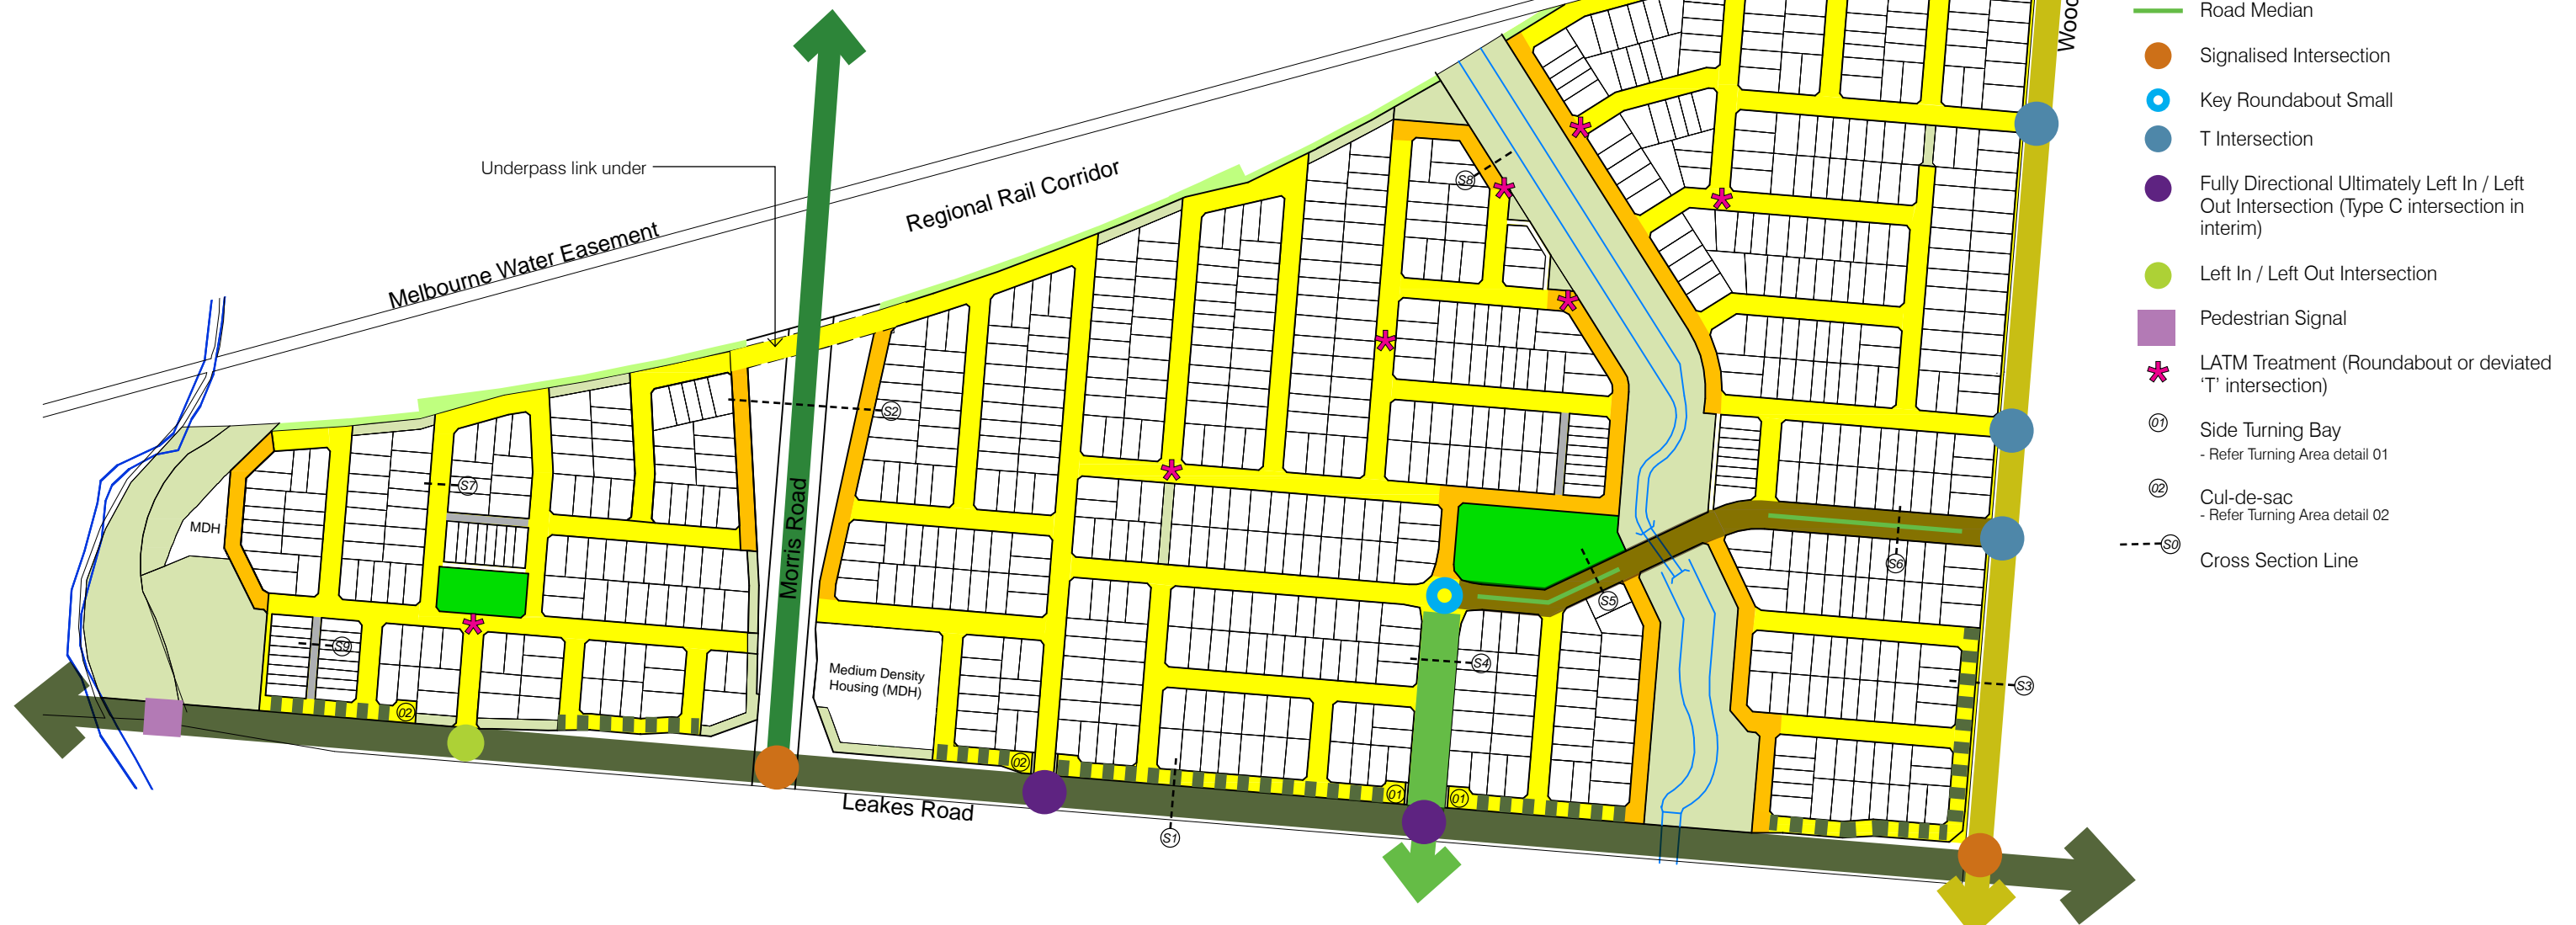 Underpass link under
Melbourne Water Easement
Regional Rail Corridor
Morris Road
Leakes Road
MDH
Medium Density
Housing (MDH)
S7
S9
S2
S8
S5
S6
S4
S3
S1
02
02
01
01
Road Median
Signalised Intersection
Key Roundabout Small
T Intersection
Fully Directional Ultimately Left In / Left
Out Intersection (Type C intersection in
interim)
Left In / Left Out Intersection
Pedestrian Signal
LATM Treatment (Roundabout or deviated
‘T’ intersection)
01
Side Turning Bay
- Refer Turning Area detail 01
02
Cul-de-sac
- Refer Turning Area detail 02
S0
Cross Section Line